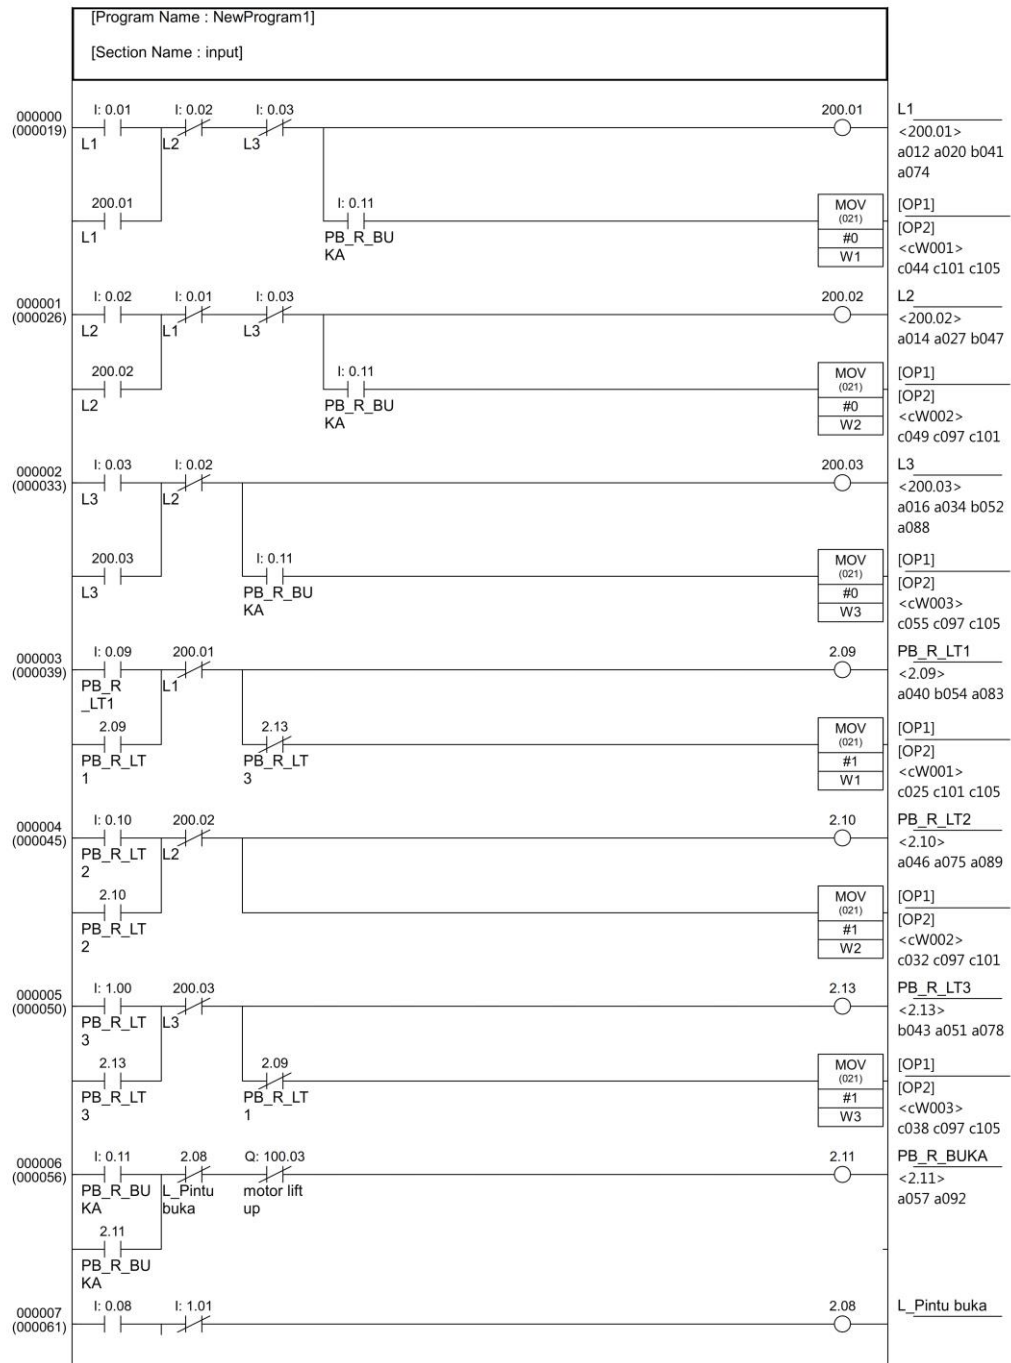 [Program Name : NewProgram1]
[Section Name : input]
000000
(000019)
I: 0.01
I: 0.02
I: 0.03
200.01
L1
L1
L2
L3
<200.01>
a012 a020 b041
a074
200.01
I: 0.11
MOV
(021)
#0
W1
[OP1]
L1
PB_R_BU
KA
[OP2]
<cW001>
c044 c101 c105
000001
(000026)
I: 0.02
I: 0.01
I: 0.03
200.02
L2
L2
L1
L3
<200.02>
a014 a027 b047
200.02
I: 0.11
MOV
(021)
#0
W2
[OP1]
L2
PB_R_BU
KA
[OP2]
<cW002>
c049 c097 c101
000002
(000033)
I: 0.03
I: 0.02
200.03
L3
L3
L2
<200.03>
a016 a034 b052
a088
200.03
I: 0.11
MOV
(021)
#0
W3
[OP1]
L3
PB_R_BU
KA
[OP2]
<cW003>
c055 c097 c105
000003
(000039)
I: 0.09
200.01
2.09
PB_R_LT1
PB_R
_LT1
L1
<2.09>
a040 b054 a083
2.09
2.13
MOV
(021)
#1
W1
[OP1]
PB_R_LT
1
PB_R_LT
3
[OP2]
<cW001>
c025 c101 c105
000004
(000045)
I: 0.10
200.02
2.10
PB_R_LT2
PB_R_LT
2
L2
<2.10>
a046 a075 a089
2.10
MOV
(021)
#1
W2
[OP1]
PB_R_LT
2
[OP2]
<cW002>
c032 c097 c101
000005
(000050)
I: 1.00
200.03
2.13
PB_R_LT3
PB_R_LT
3
L3
<2.13>
b043 a051 a078
2.13
2.09
MOV
(021)
#1
W3
[OP1]
PB_R_LT
3
PB_R_LT
1
[OP2]
<cW003>
c038 c097 c105
000006
(000056)
I: 0.11
2.08
Q: 100.03
2.11
PB_R_BUKA
PB_R_BU
KA
L_Pintu
buka
motor lift
up
<2.11>
a057 a092
2.11
PB_R_BU
KA
000007
(000061)
I: 0.08
I: 1.01
2.08
L_Pintu buka